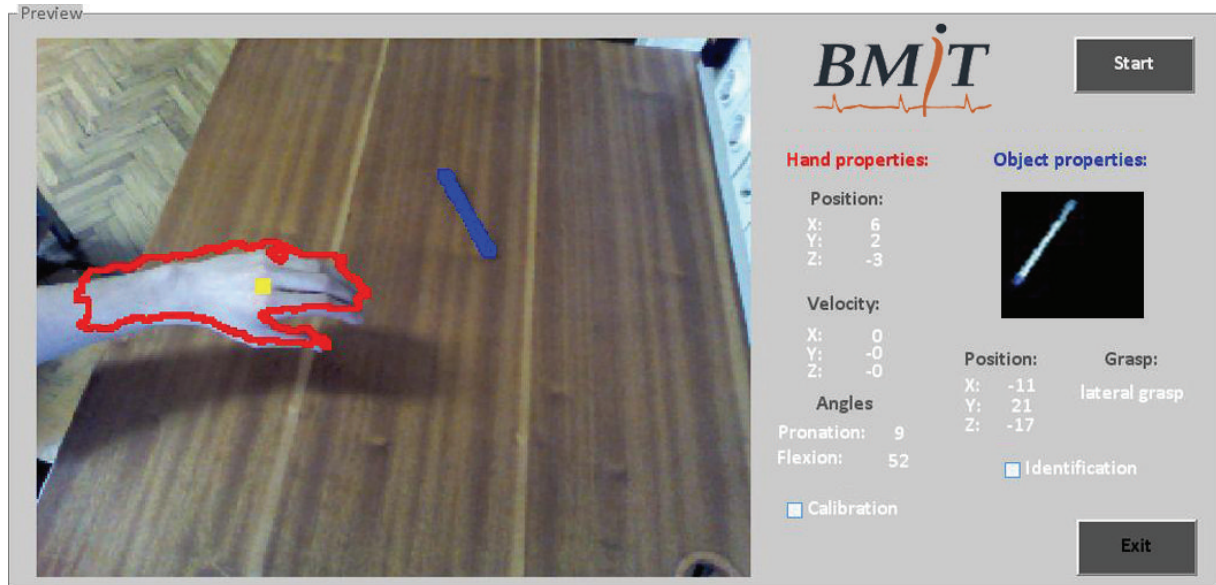 Preview
BMiT
Start
Hand properties:
Object properties:
Position:
X: 6
Y: 2
Z: -3
Velocity:
X: 0
Y: -0
Z: -0
Position:
Grasp:
X: -11
lateral grasp
Y: 21
Z: -17
Angles
Pronation: 9
Flexion: 52
Identification
Calibration
Exit